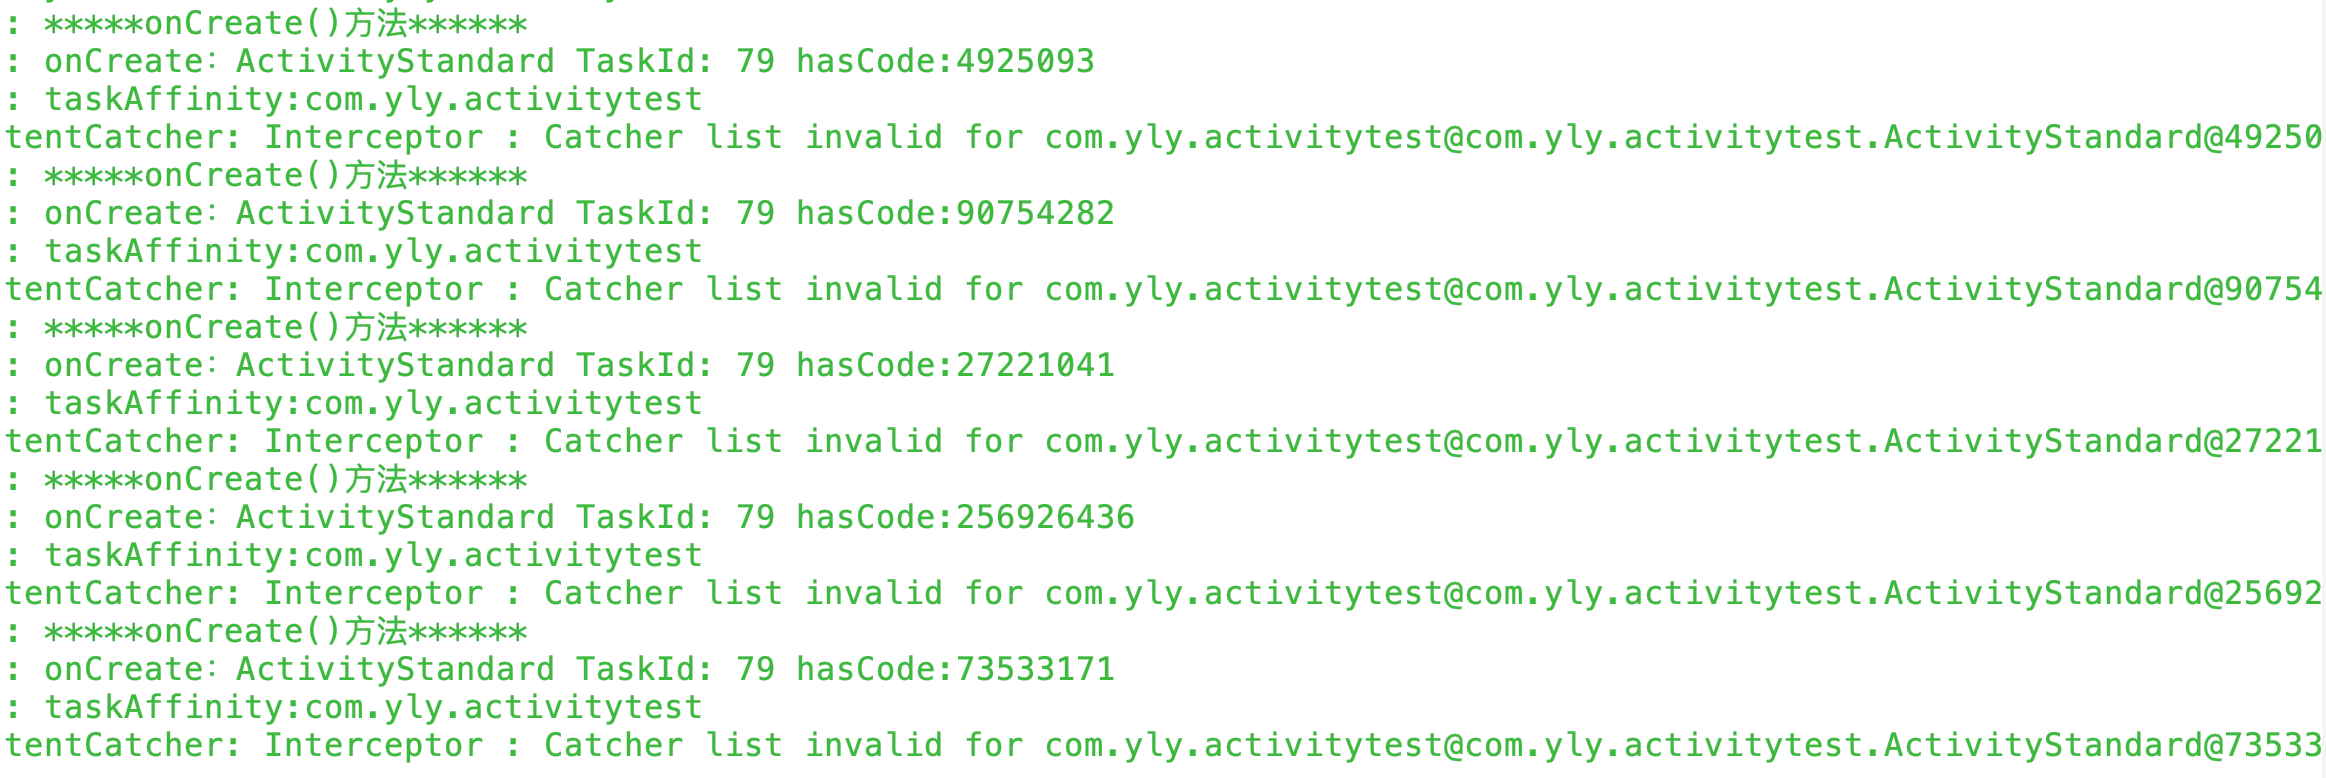 : *****onCreate()方法******
: onCreate：ActivityStandard TaskId: 79 hasCode:4925093
: taskAffinity:com.yly.activitytest
tentCatcher: Interceptor : Catcher list invalid for com.yly.activitytest@com.yly.activitytest.ActivityStandard@49250
: *****onCreate()方法******
: onCreate：ActivityStandard TaskId: 79 hasCode:90754282
: taskAffinity:com.yly.activitytest
tentCatcher: Interceptor : Catcher list invalid for com.yly.activitytest@com.yly.activitytest.ActivityStandard@90754
: *****onCreate()方法******
: onCreate：ActivityStandard TaskId: 79 hasCode:27221041
: taskAffinity:com.yly.activitytest
tentCatcher: Interceptor : Catcher list invalid for com.yly.activitytest@com.yly.activitytest.ActivityStandard@27221
: *****onCreate()方法******
: onCreate：ActivityStandard TaskId: 79 hasCode:256926436
: taskAffinity:com.yly.activitytest
tentCatcher: Interceptor : Catcher list invalid for com.yly.activitytest@com.yly.activitytest.ActivityStandard@25692
: *****onCreate()方法******
: onCreate：ActivityStandard TaskId: 79 hasCode:73533171
: taskAffinity:com.yly.activitytest
tentCatcher: Interceptor : Catcher list invalid for com.yly.activitytest@com.yly.activitytest.ActivityStandard@73533